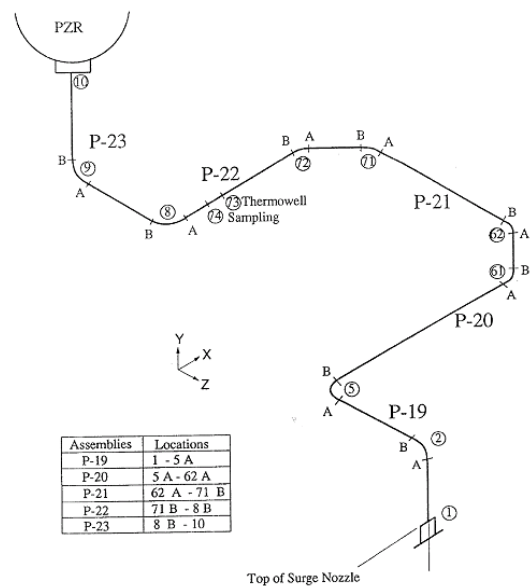 PZR
10
P-23
B
9
A
8
B
A
P-22
73 Thermowell
74 Sampling
B
A
72
B
A
71
P-21
B
62
A
61
B
A
P-20
B
5
A
P-19
B
2
A
1
Top of Surge Nozzle
Y
X
Z
Assemblies Locations
P-19 1 - 5 A
P-20 5 A - 62 A
P-21 62 A - 71 B
P-22 71 B - 8 B
P-23 8 B - 10